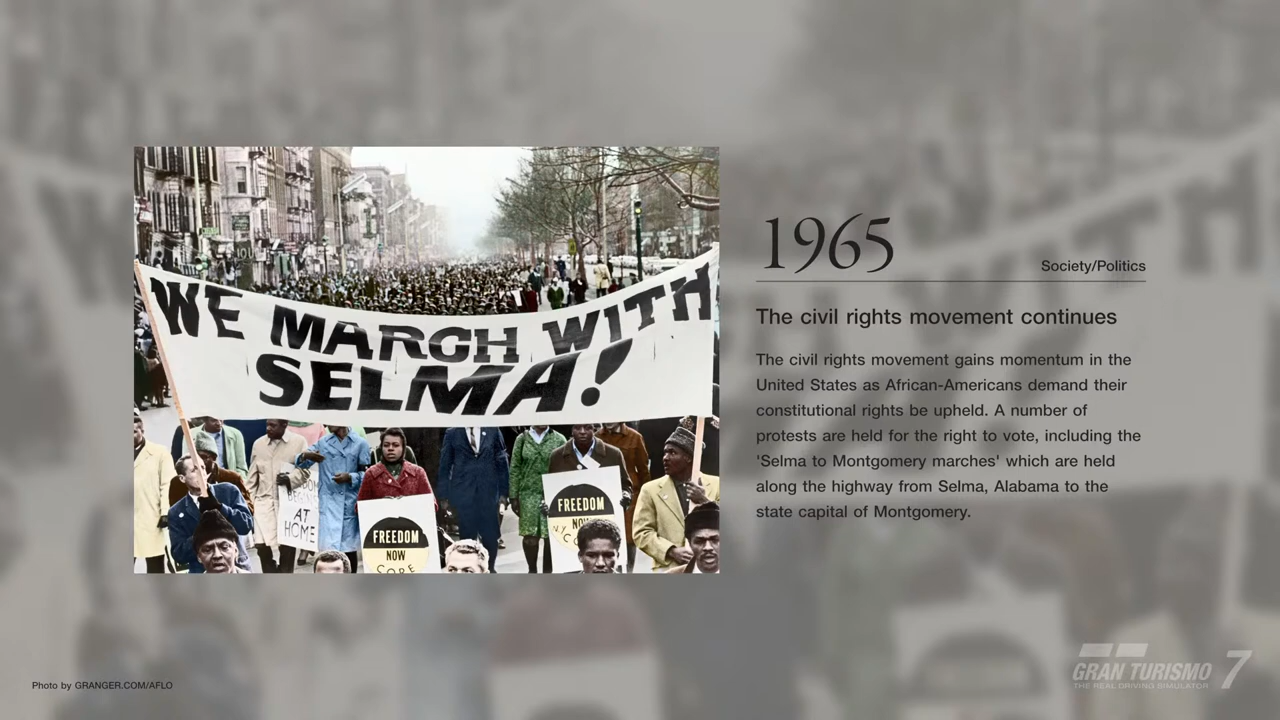 WE MARCH WITH
SELMA!
AT
HOME
FREEDOM
NOW
CORE
FREEDOM
NOW
1965
Society/Politics
The civil rights movement continues
The civil rights movement gains momentum in the
United States as African-Americans demand their
constitutional rights be upheld. A number of
protests are held for the right to vote, including the
'Selma to Montgomery marches' which are held
along the highway from Selma, Alabama to the
state capital of Montgomery.
Photo by GRANGER.COM/AFLO
GRAN TURISMO 7
THE REAL DRIVING SIMULATOR